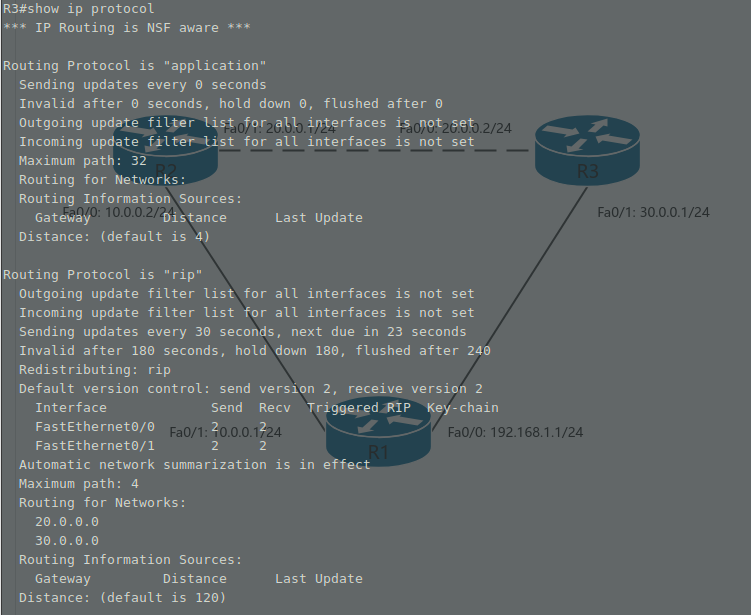 R3#show ip protocol
*** IP Routing is NSF aware ***
Routing Protocol is "application"
Sending updates every 0 seconds
Invalid after 0 seconds, hold down 0, flushed after 0
Outgoing update filter list for all interfaces is not set
Fa0/1: 20.0.0.1/24
Fa0/0: 20.0.0.2/24
Incoming update filter list for all interfaces is not set
Maximum path: 32
R2
R3
Routing for Networks:
Routing Information Sources:
Fa0/0: 10.0.0.2/24
Fa0/1: 30.0.0.1/24
Gateway Distance Last Update
Distance: (default is 4)
Routing Protocol is "rip"
Outgoing update filter list for all interfaces is not set
Incoming update filter list for all interfaces is not set
Sending updates every 30 seconds, next due in 23 seconds
Invalid after 180 seconds, hold down 180, flushed after 240
Redistributing: rip
Default version control: send version 2, receive version 2
Interface Send Recv Triggered RIP Key-chain
FastEthernet0/0 2 2
Fa0/1: 10.0.0.1/24
Fa0/0: 192.168.1.1/24
FastEthernet0/1 2 2
R1
Automatic network summarization is in effect
Maximum path: 4
Routing for Networks:
20.0.0.0
30.0.0.0
Routing Information Sources:
Gateway Distance Last Update
Distance: (default is 120)